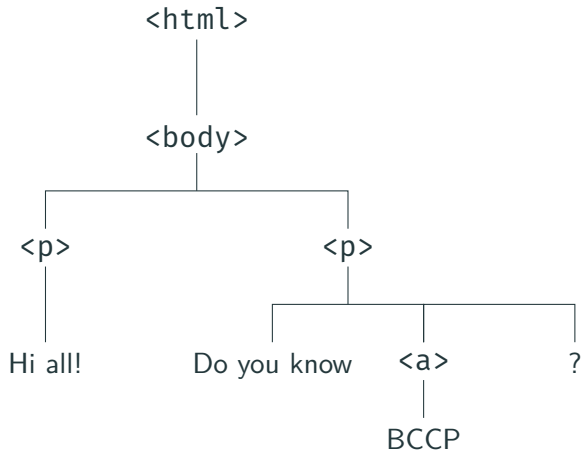 <html>
<body>
<p> <p>
Hi all! Do you know <a> ?
BCCP